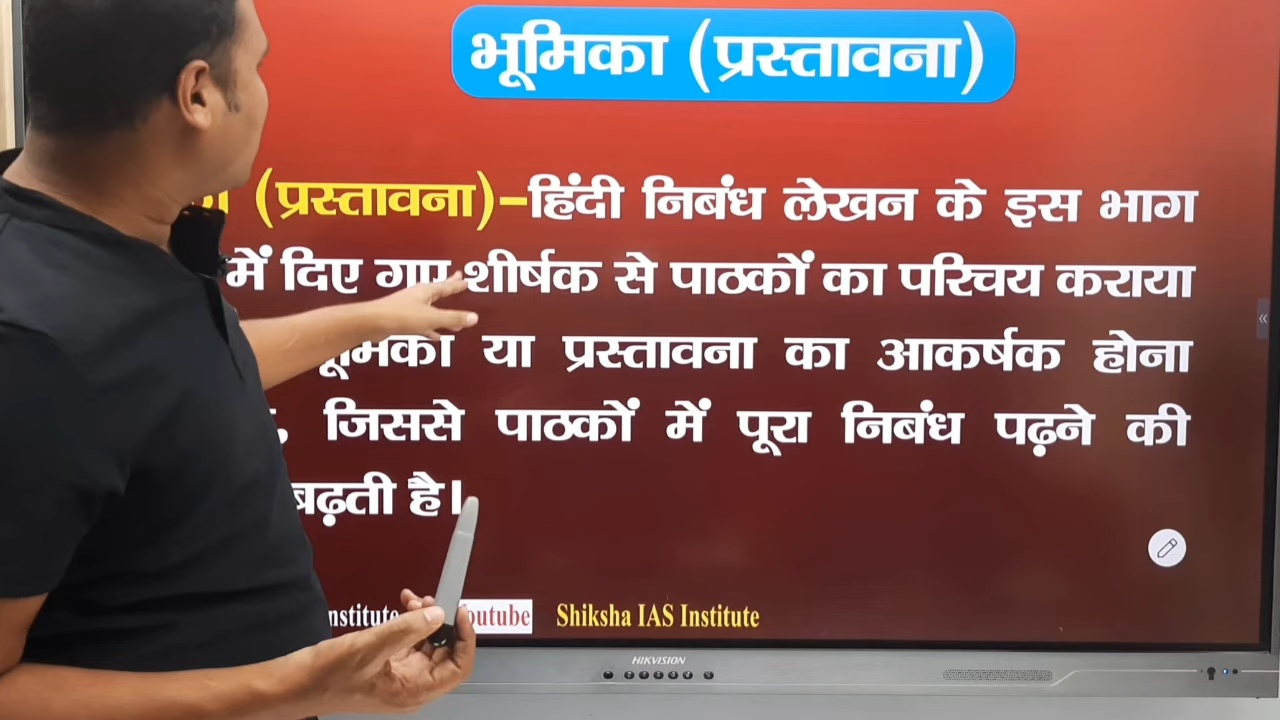 भूमिका (प्रस्तावना)
(प्रस्तावना)-हिंदी निबंध लेखन के इस भाग
में दिए गए शीर्षक से पाठकों का परिचय कराया
भूमिका या प्रस्तावना का आकर्षक होना
जिससे पाठकों में पूरा निबंध पढ़ने की
बढ़ती है।
Institute Youtube Shiksha IAS Institute
HIKVISION